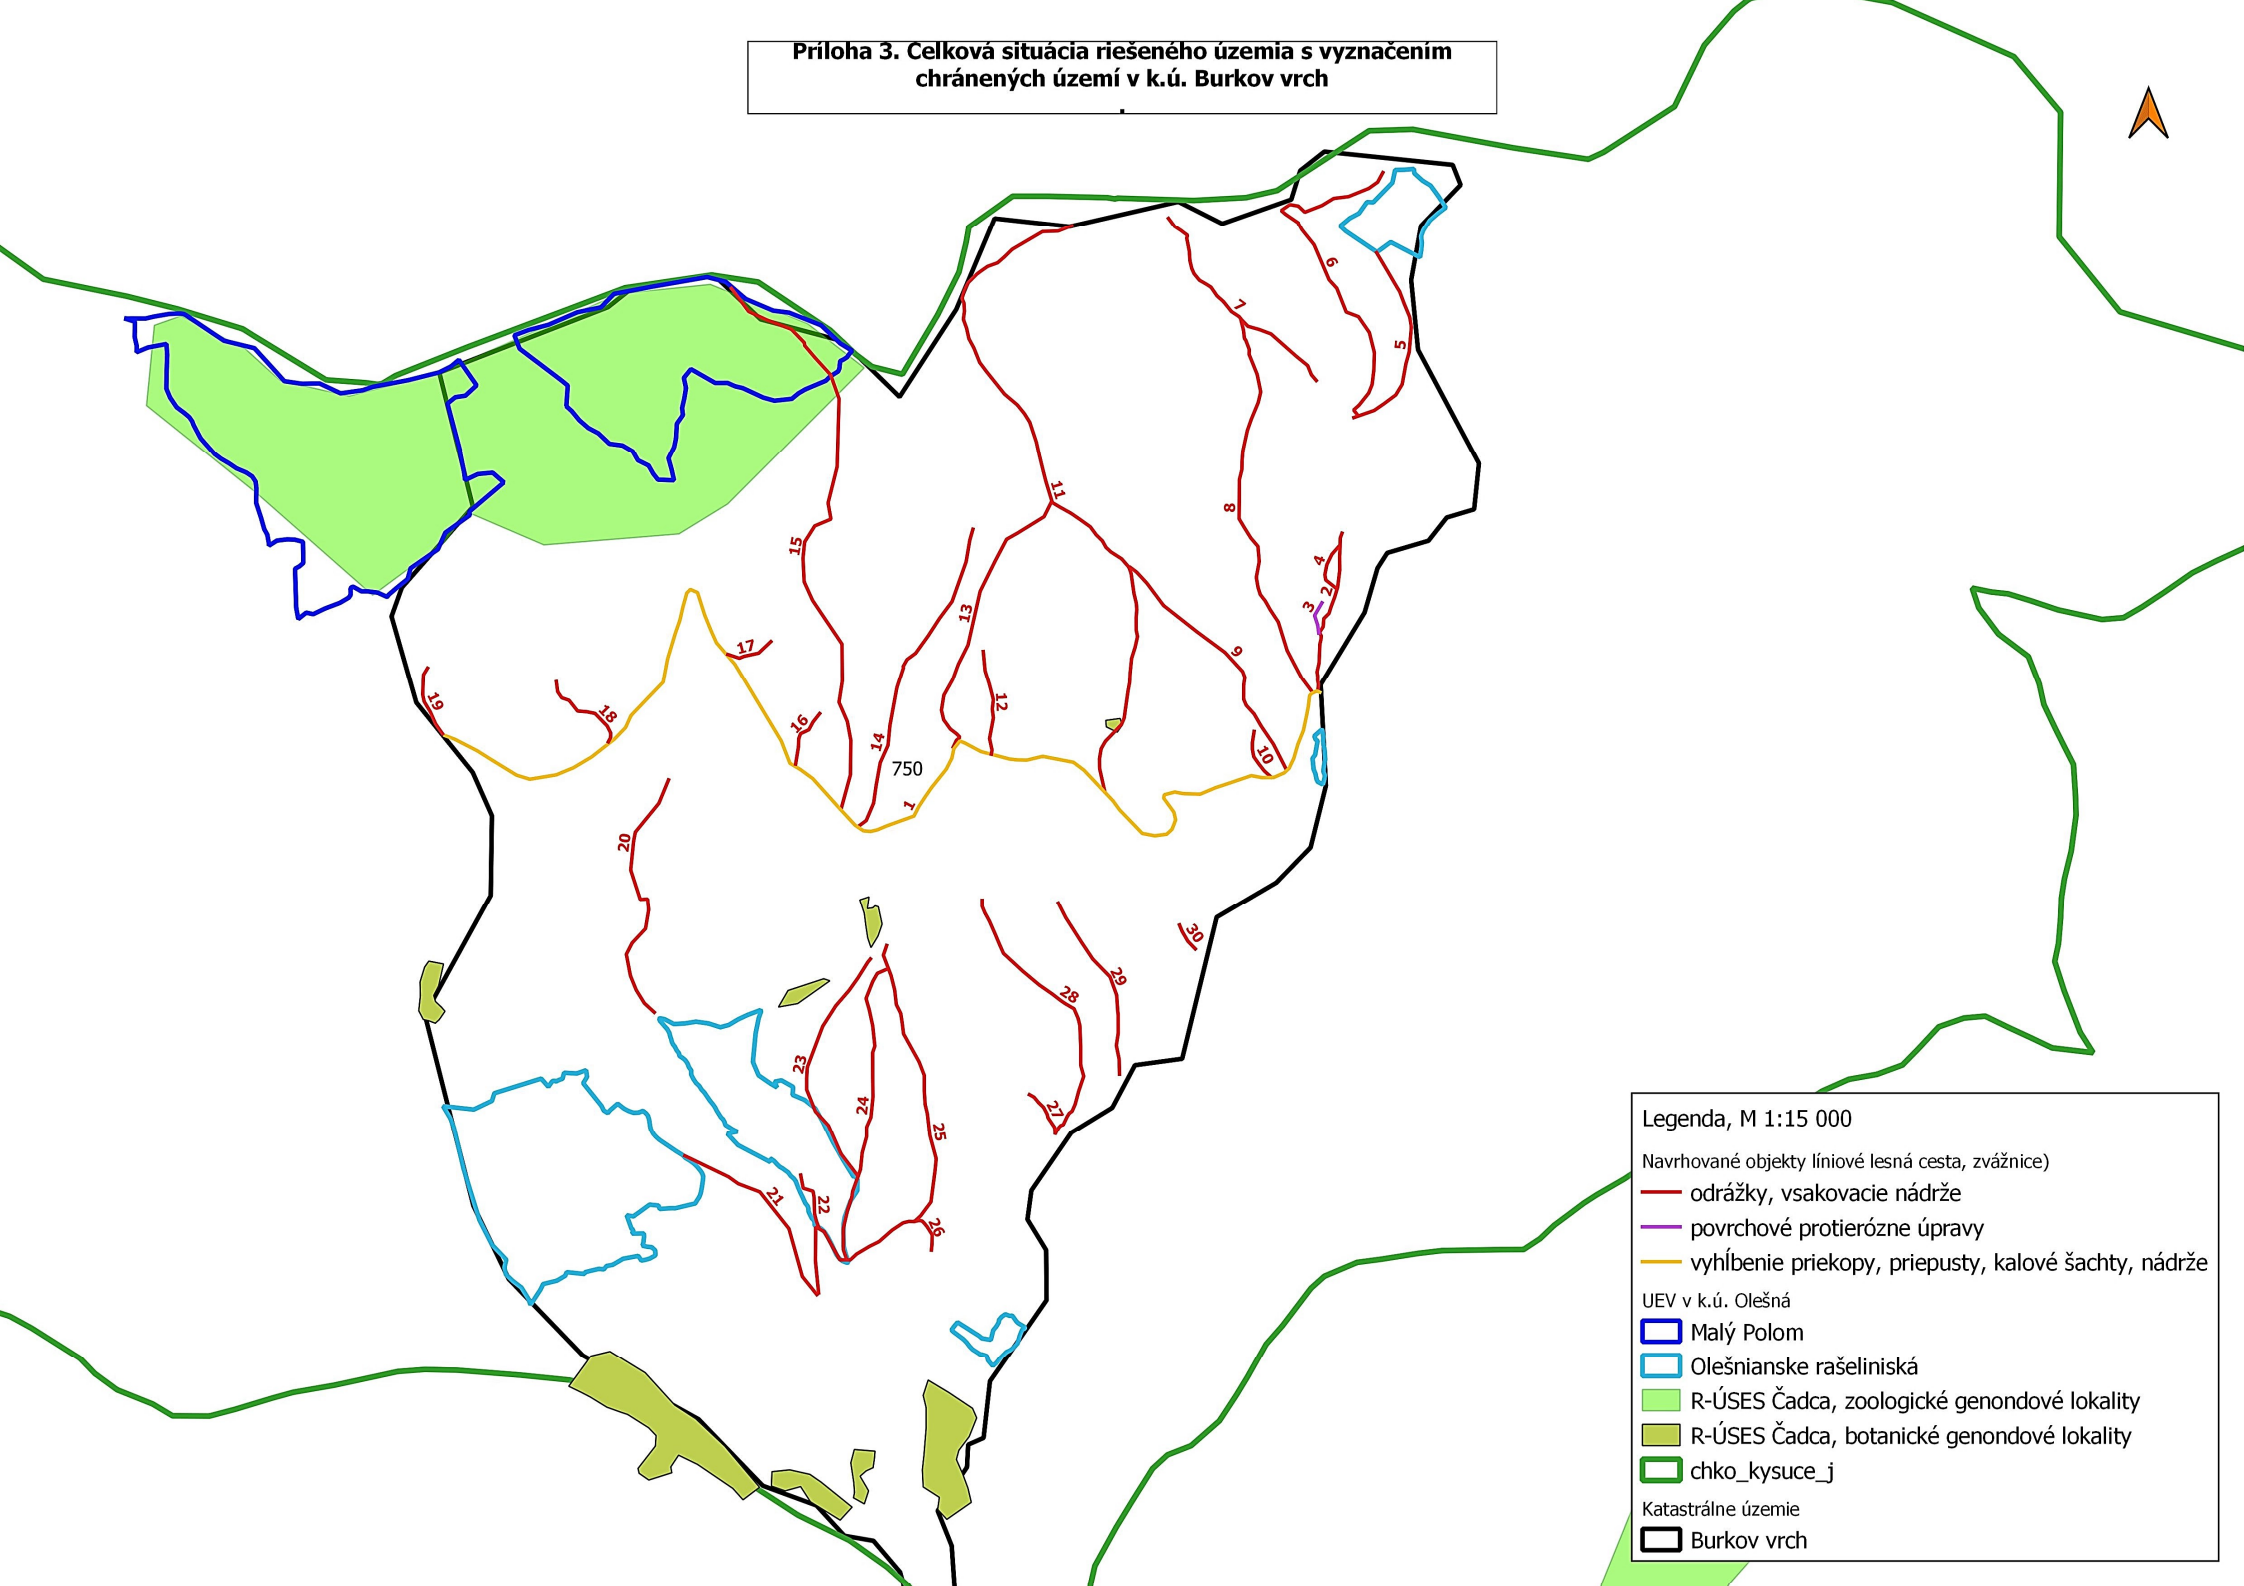 Príloha 3. Celková situácia riešeného územia s vyznačením
chránených území v k.ú. Burkov vrch
.
6
7
5
11
8
15
4
2
3
13
9
17
19
18
16
12
14
10
750
1
20
30
29
28
23
24
27
25
21
22
26
Legenda, M 1:15 000
Navrhované objekty líniové lesná cesta, zvážnice)
odrážky, vsakovacie nádrže
povrchové protierózne úpravy
vyhĺbenie priekopy, priepusty, kalové šachty, nádrže
UEV v k.ú. Olešná
Malý Polom
Olešnianske rašeliniská
R-ÚSES Čadca, zoologické genondové lokality
R-ÚSES Čadca, botanické genondové lokality
chko_kysuce_j
Katastrálne územie
Burkov vrch